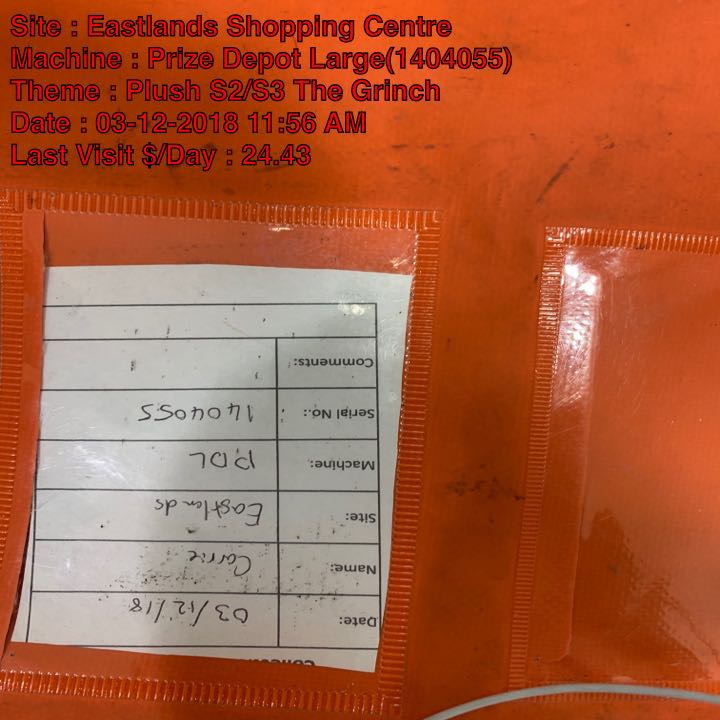 Site : Eastlands Shopping Centre
Machine : Prize Depot Large(1404055)
Theme : Plush S2/S3 The Grinch
Date : 03-12-2018 11:56 AM
Last Visit $/Day : 24.43
Date: 03/12/18
Name: Carrie
Site: Eastlands
Machine: PDL
Serial No.: 1404055
Comments: